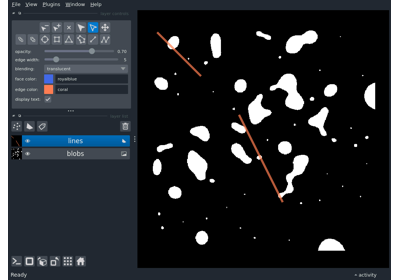 File View Plugins Window Help
opacity: 0.70
edge width: 5
blending: translucent
face color: royalblue
edge color: coral
display text: ✓
lines
blobs
Ready
activity